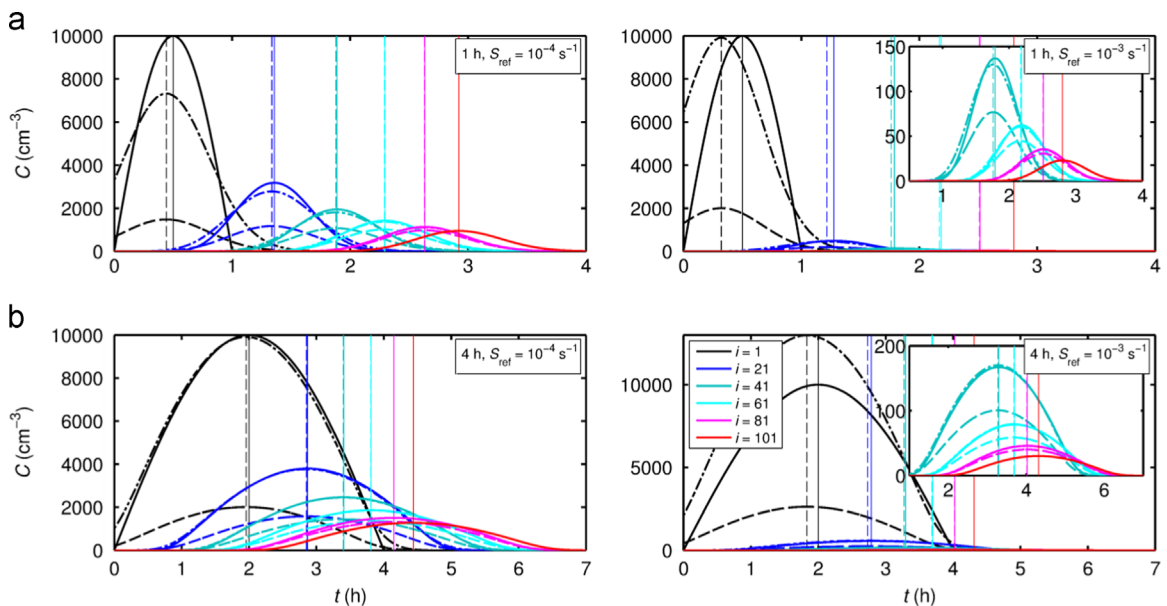 a
10000
8000
6000
4000
2000
0
C (cm⁻³)
1 h, S_ref = 10⁻⁴ s⁻¹
0 1 2 3 4
10000
8000
6000
4000
2000
0
1 h, S_ref = 10⁻³ s⁻¹
150
100
50
0
1 2 3 4
0 1 2 3 4
b
10000
8000
6000
4000
2000
0
C (cm⁻³)
4 h, S_ref = 10⁻⁴ s⁻¹
0 1 2 3 4 5 6 7
t (h)
10000
5000
0
i = 1
i = 21
i = 41
i = 61
i = 81
i = 101
4 h, S_ref = 10⁻³ s⁻¹
200
100
0
2 4 6
0 1 2 3 4 5 6 7
t (h)